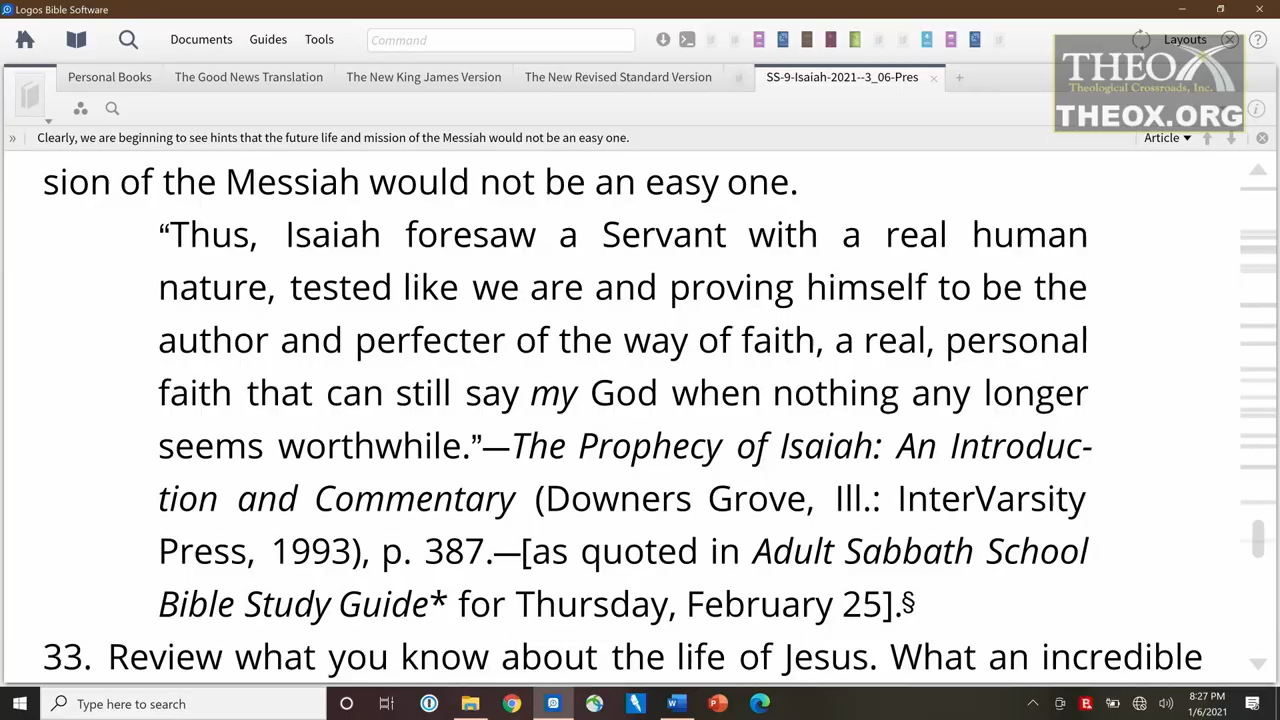 Logos Bible Software
Documents Guides Tools Command Layouts
THEOX
Theological Crossroads, Inc.
THEOX.ORG
Personal Books The Good News Translation The New King James Version The New Revised Standard Version SS-9-Isaiah-2021--3_06-Pres
Clearly, we are beginning to see hints that the future life and mission of the Messiah would not be an easy one. Article
sion of the Messiah would not be an easy one.
“Thus, Isaiah foresaw a Servant with a real human
nature, tested like we are and proving himself to be the
author and perfecter of the way of faith, a real, personal
faith that can still say my God when nothing any longer
seems worthwhile.”—The Prophecy of Isaiah: An Introduc-
tion and Commentary (Downers Grove, Ill.: InterVarsity
Press, 1993), p. 387.—[as quoted in Adult Sabbath School
Bible Study Guide* for Thursday, February 25].§
33. Review what you know about the life of Jesus. What an incredible
Type here to search
8:27 PM
1/6/2021